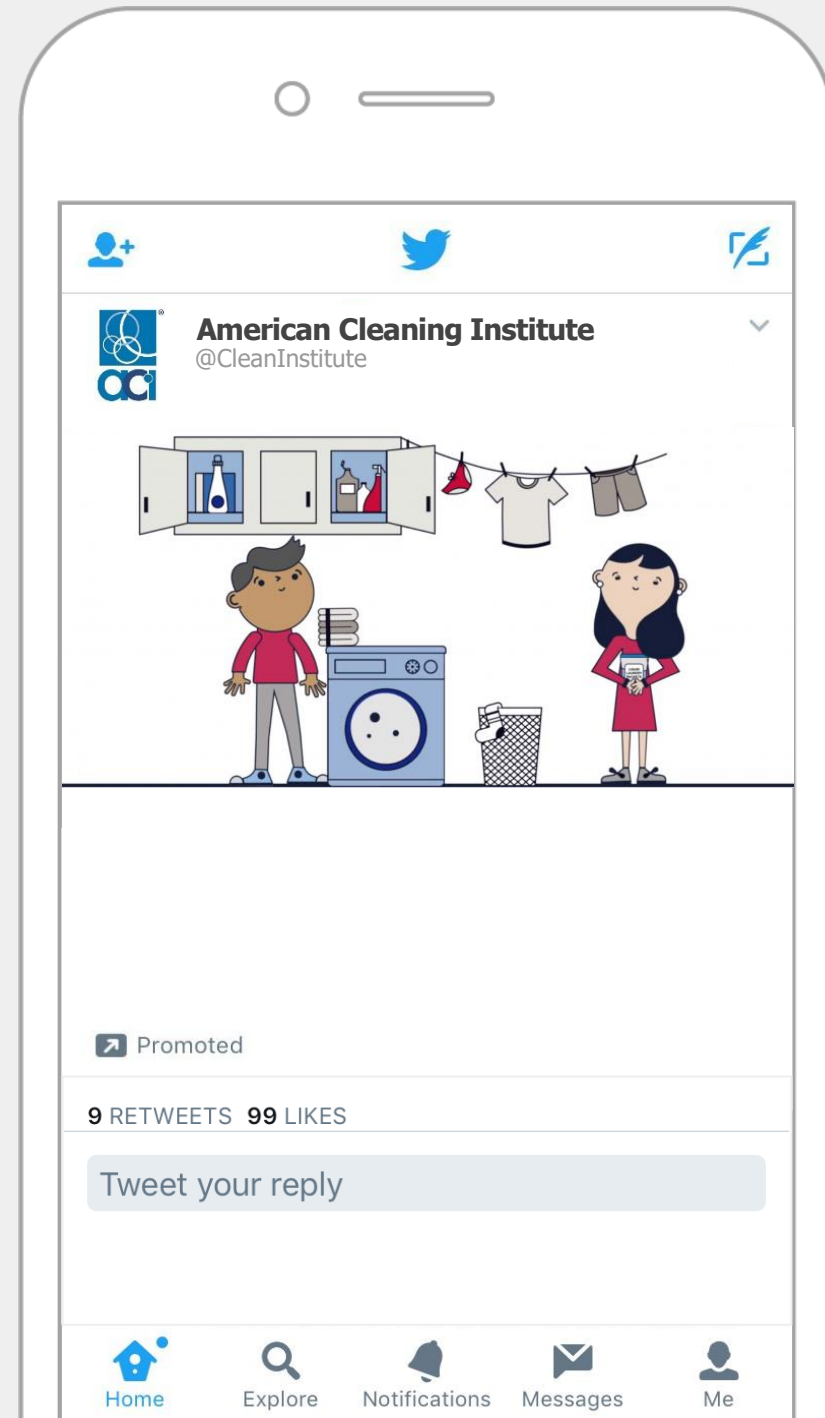 American Cleaning Institute
@CleanInstitute
aci
Promoted
9 RETWEETS 99 LIKES
Tweet your reply
Home Explore Notifications Messages Me